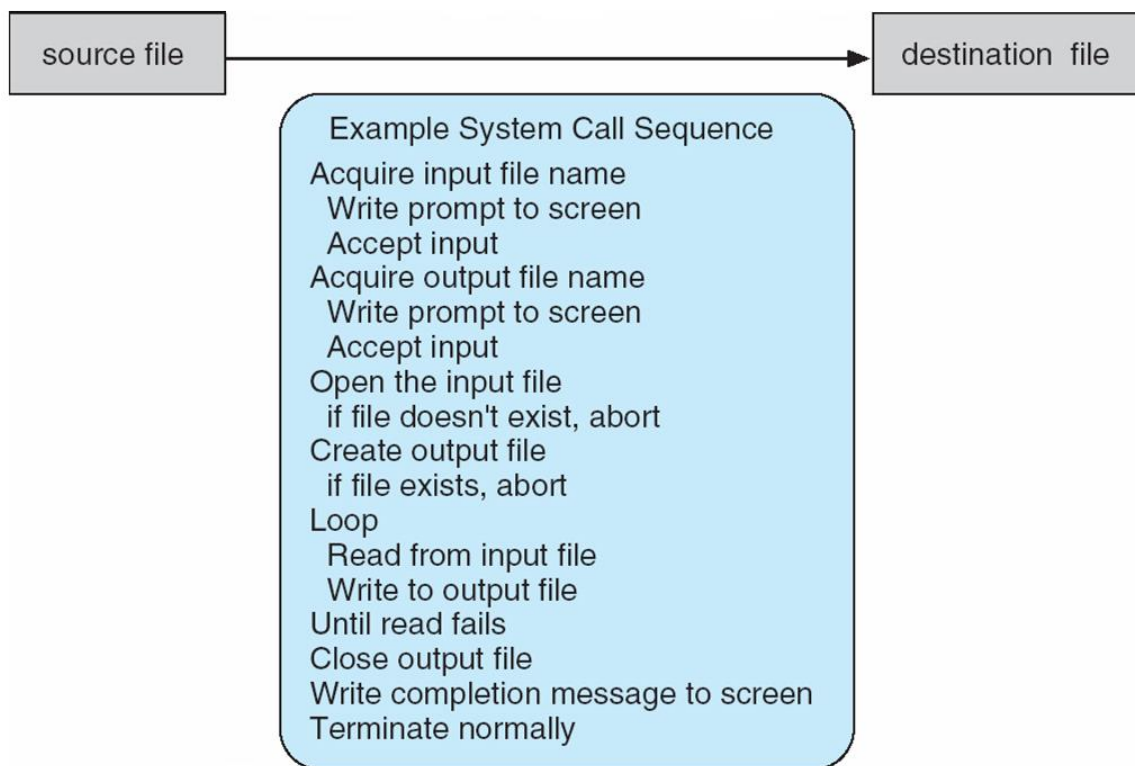 source file
destination file
Example System Call Sequence
Acquire input file name
Write prompt to screen
Accept input
Acquire output file name
Write prompt to screen
Accept input
Open the input file
if file doesn't exist, abort
Create output file
if file exists, abort
Loop
Read from input file
Write to output file
Until read fails
Close output file
Write completion message to screen
Terminate normally